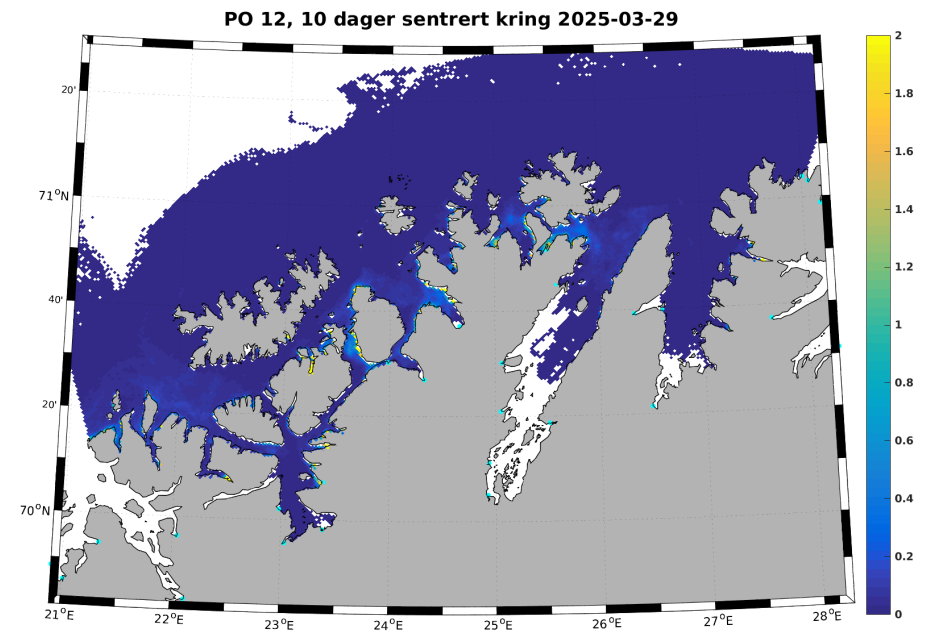 PO 12, 10 dager sentrert kring 2025-03-29
20'
71°N
40'
20'
70°N
21°E
22°E
23°E
24°E
25°E
26°E
27°E
28°E
2
1.8
1.6
1.4
1.2
1
0.8
0.6
0.4
0.2
0